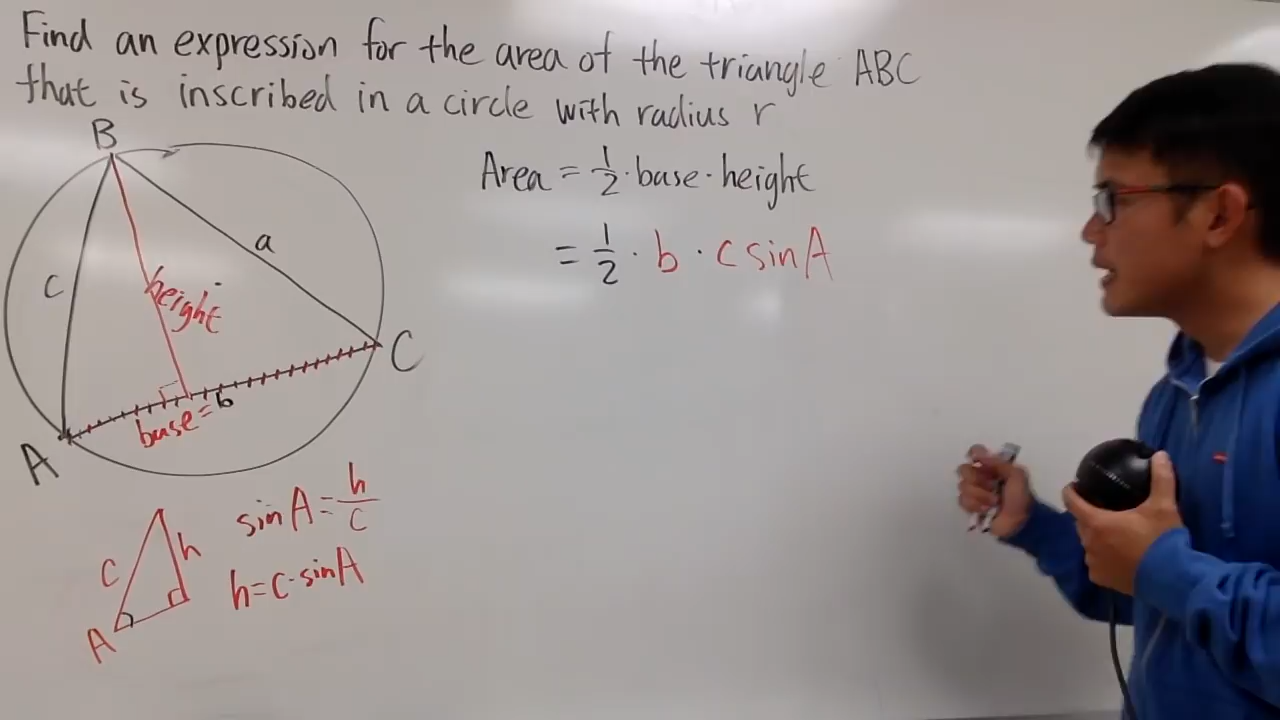 Find an expression for the area of the triangle ABC
that is inscribed in a circle with radius r
Area = 1/2 · base · height
= 1/2 · b · c sin A
B
a
c
height
C
base = b
A
c
h
A
sin A = h/c
h = c · sin A